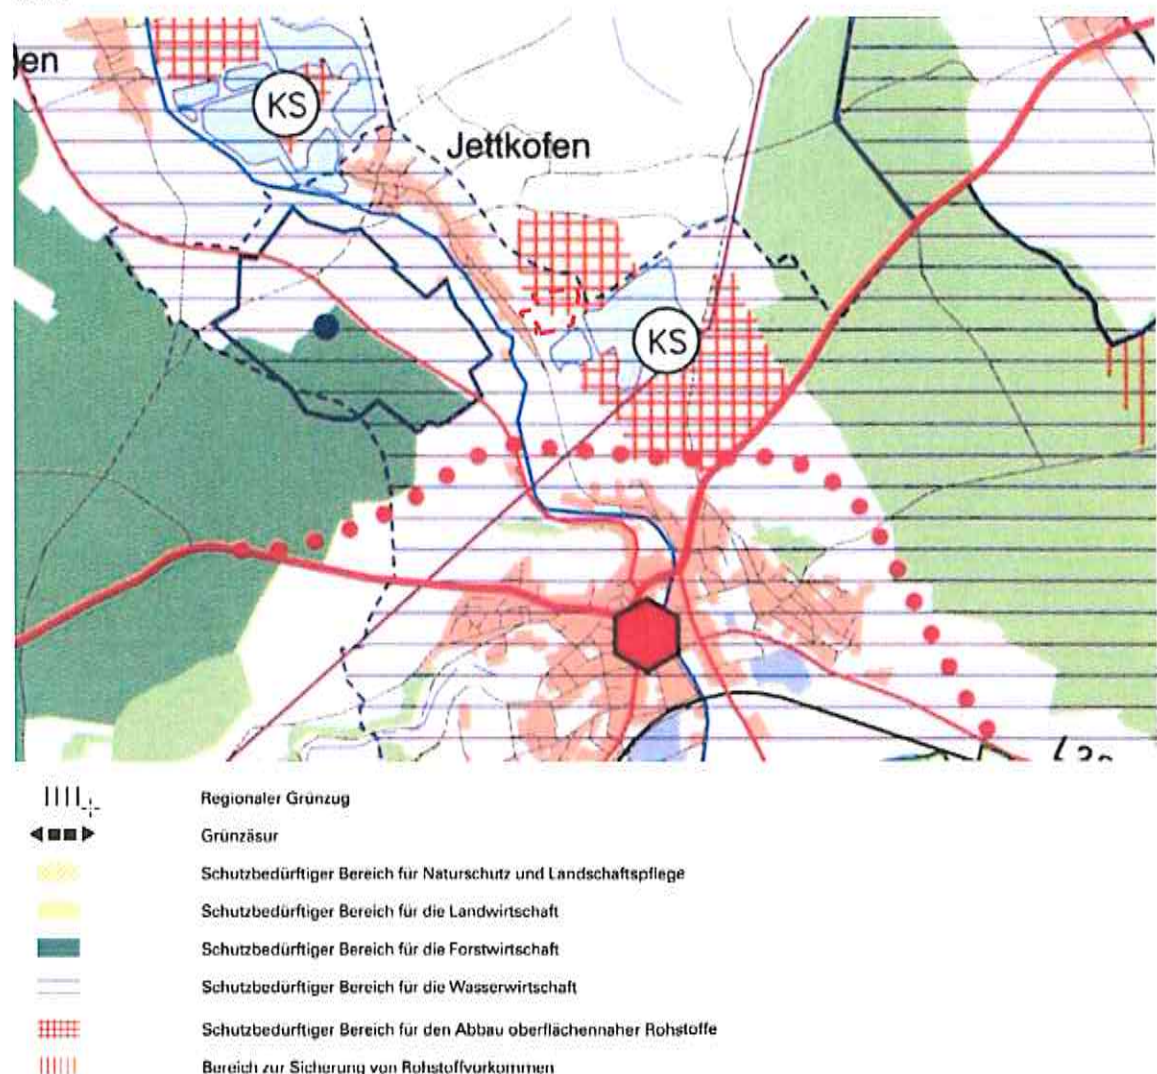 en
KS
Jettkofen
KS
Regionaler Grünzug
Grünzäsur
Schutzbedürftiger Bereich für Naturschutz und Landschaftspflege
Schutzbedürftiger Bereich für die Landwirtschaft
Schutzbedürftiger Bereich für die Forstwirtschaft
Schutzbedürftiger Bereich für die Wasserwirtschaft
Schutzbedürftiger Bereich für den Abbau oberflächennaher Rohstoffe
Bereich zur Sicherung von Rohstoffvorkommen